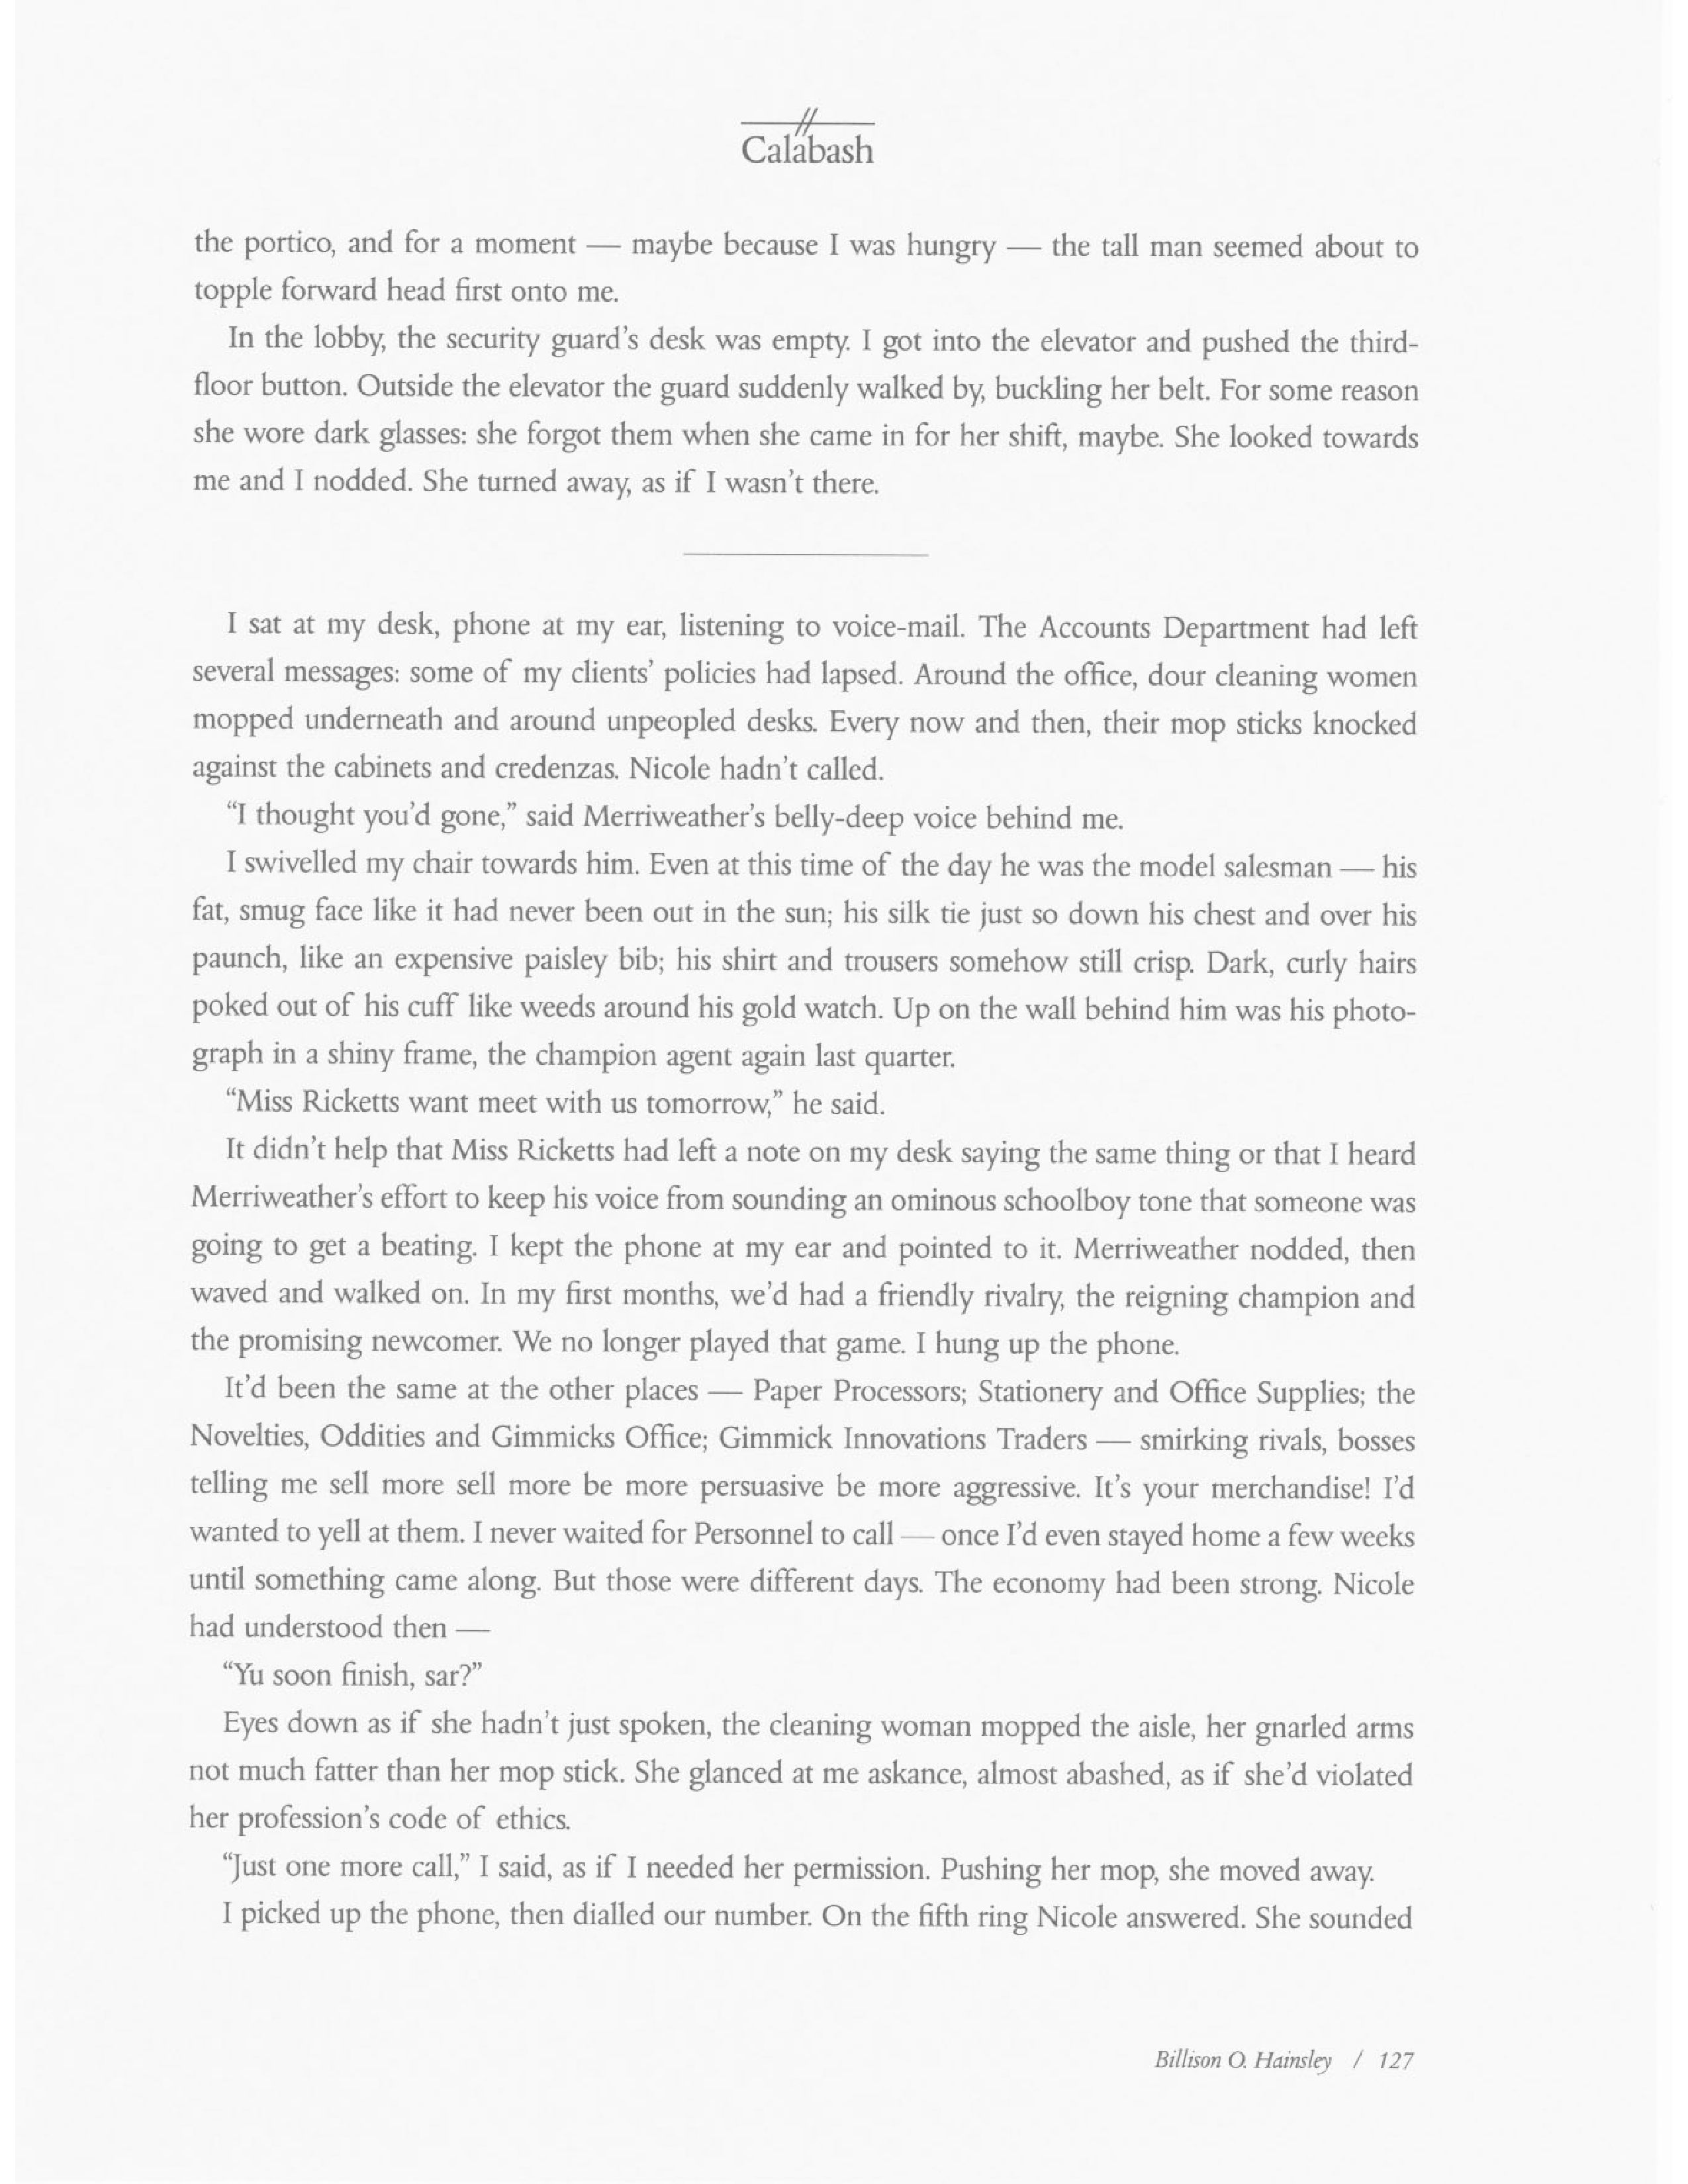 Calabash
the portico, and for a moment — maybe because I was hungry — the tall man seemed about to
topple forward head first onto me.
In the lobby, the security guard's desk was empty. I got into the elevator and pushed the third-
floor button. Outside the elevator the guard suddenly walked by, buckling her belt. For some reason
she wore dark glasses: she forgot them when she came in for her shift, maybe. She looked towards
me and I nodded. She turned away, as if I wasn't there.
I sat at my desk, phone at my ear, listening to voice-mail. The Accounts Department had left
several messages: some of my clients' policies had lapsed. Around the office, dour cleaning women
mopped underneath and around unpeopled desks. Every now and then, their mop sticks knocked
against the cabinets and credenzas. Nicole hadn't called.
“I thought you'd gone,” said Merriweather's belly-deep voice behind me.
I swivelled my chair towards him. Even at this time of the day he was the model salesman — his
fat, smug face like it had never been out in the sun; his silk tie just so down his chest and over his
paunch, like an expensive paisley bib; his shirt and trousers somehow still crisp. Dark, curly hairs
poked out of his cuff like weeds around his gold watch. Up on the wall behind him was his photo-
graph in a shiny frame, the champion agent again last quarter.
“Miss Ricketts want meet with us tomorrow,” he said.
It didn't help that Miss Ricketts had left a note on my desk saying the same thing or that I heard
Merriweather's effort to keep his voice from sounding an ominous schoolboy tone that someone was
going to get a beating. I kept the phone at my ear and pointed to it. Merriweather nodded, then
waved and walked on. In my first months, we'd had a friendly rivalry, the reigning champion and
the promising newcomer. We no longer played that game. I hung up the phone.
It'd been the same at the other places — Paper Processors; Stationery and Office Supplies; the
Novelties, Oddities and Gimmicks Office; Gimmick Innovations Traders — smirking rivals, bosses
telling me sell more sell more be more persuasive be more aggressive. It's your merchandise! I'd
wanted to yell at them. I never waited for Personnel to call — once I'd even stayed home a few weeks
until something came along. But those were different days. The economy had been strong. Nicole
had understood then —
“Yu soon finish, sar?”
Eyes down as if she hadn't just spoken, the cleaning woman mopped the aisle, her gnarled arms
not much fatter than her mop stick. She glanced at me askance, almost abashed, as if she'd violated
her profession's code of ethics.
“Just one more call,” I said, as if I needed her permission. Pushing her mop, she moved away.
I picked up the phone, then dialled our number. On the fifth ring Nicole answered. She sounded
Billison O. Hainsley / 127